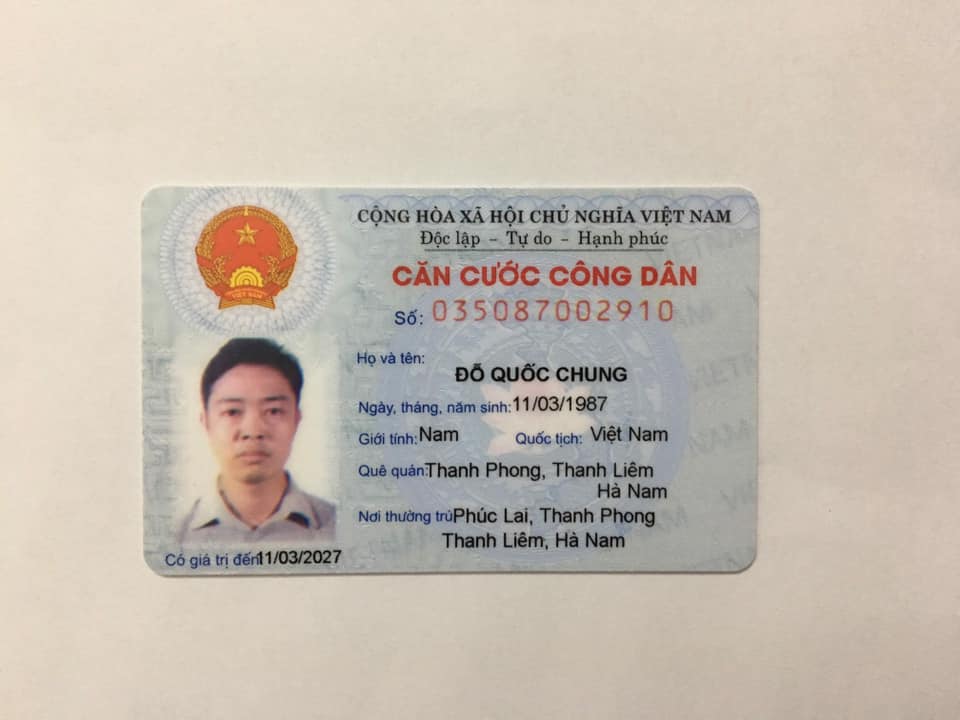 CỘNG HÒA XÃ HỘI CHỦ NGHĨA VIỆT NAM
Độc lập - Tự do - Hạnh phúc
CĂN CƯỚC CÔNG DÂN
Số: 035087002910
Họ và tên:
ĐỖ QUỐC CHUNG
Ngày, tháng, năm sinh: 11/03/1987
Giới tính: Nam Quốc tịch: Việt Nam
Quê quán: Thanh Phong, Thanh Liêm
Hà Nam
Nơi thường trú: Phúc Lai, Thanh Phong
Thanh Liêm, Hà Nam
Có giá trị đến: 11/03/2027
VIỆT NAM